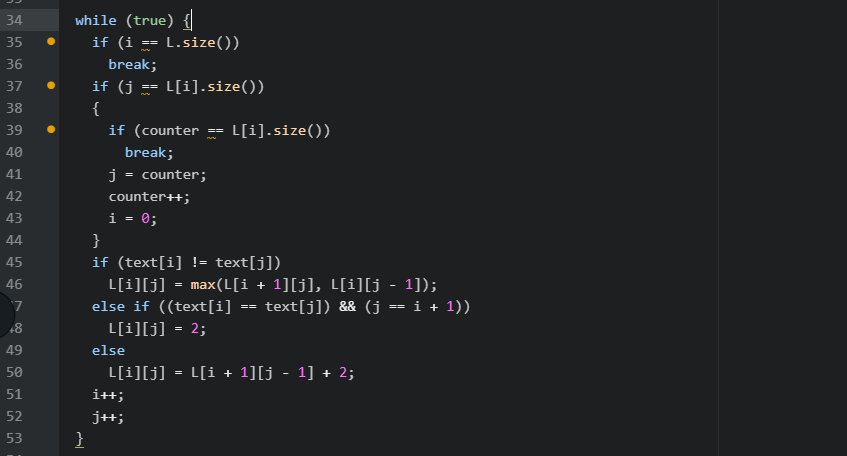 34 while (true) {
35 if (i == L.size())
36 break;
37 if (j == L[i].size())
38 {
39 if (counter == L[i].size())
40 break;
41 j = counter;
42 counter++;
43 i = 0;
44 }
45 if (text[i] != text[j])
46 L[i][j] = max(L[i + 1][j], L[i][j - 1]);
7 else if ((text[i] == text[j]) && (j == i + 1))
48 L[i][j] = 2;
49 else
50 L[i][j] = L[i + 1][j - 1] + 2;
51 i++;
52 j++;
53 }